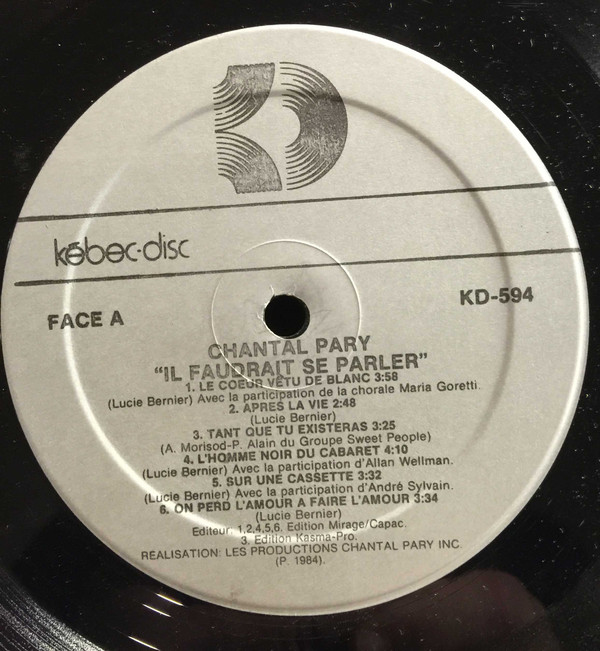 kébec-disc
FACE A
KD-594
CHANTAL PARY
"IL FAUDRAIT SE PARLER"
1. LE COEUR VÊTU DE BLANC 3:58
(Lucie Bernier) Avec la participation de la chorale Maria Goretti.
2. APRES LA VIE 2:48
(Lucie Bernier)
3. TANT QUE TU EXISTERAS 3:25
(A. Morisod-P. Alain du Groupe Sweet People)
4. L'HOMME NOIR DU CABARET 4:10
(Lucie Bernier) Avec la participation d'Allan Wellman.
5. SUR UNE CASSETTE 3:32
(Lucie Bernier) Avec la participation d'André Sylvain.
6. ON PERD L'AMOUR A FAIRE L'AMOUR 3:34
(Lucie Bernier)
Editeur: 1,2,4,5,6. Edition Mirage/Capac.
3. Edition Kasma-Pro.
RÉALISATION: LES PRODUCTIONS CHANTAL PARY INC.
(P. 1984).